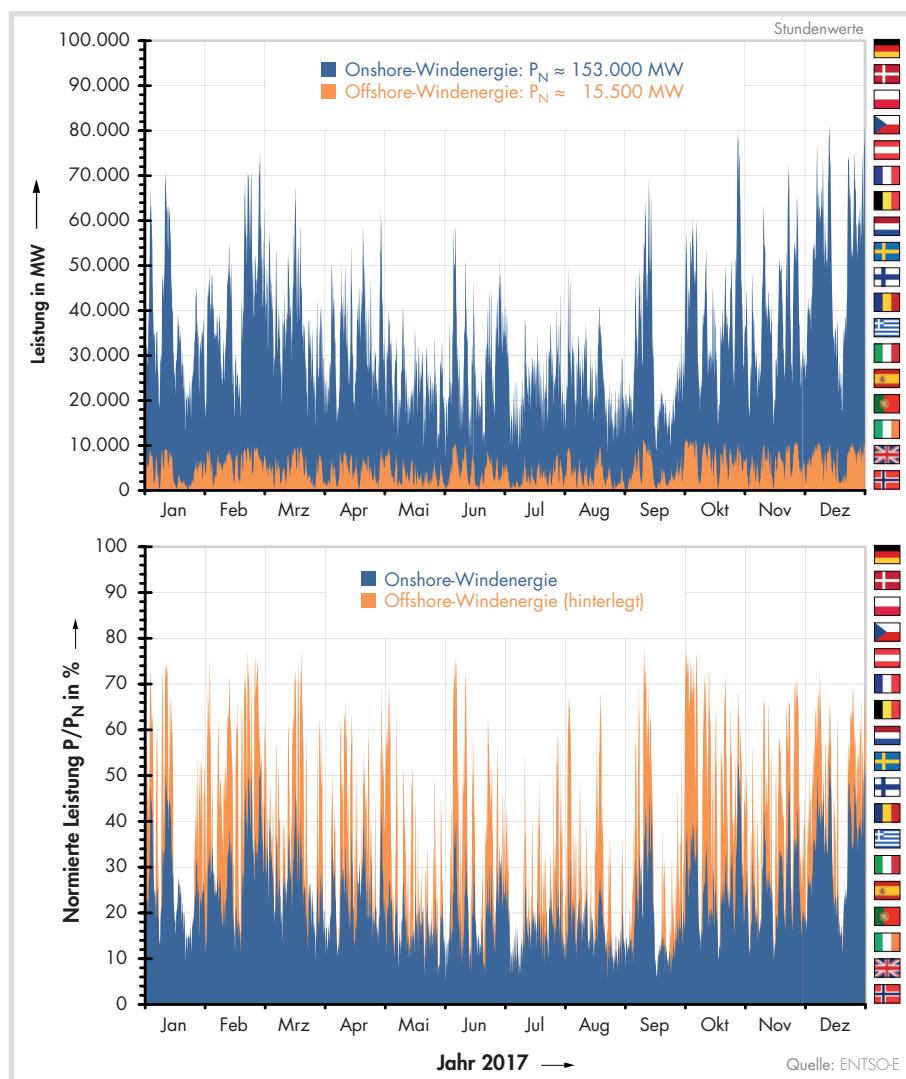 Stundenwerte
100.000
90.000
80.000
70.000
60.000
50.000
40.000
30.000
20.000
10.000
0
Leistung in MW
Onshore-Windenergie: PN ≈ 153.000 MW
Offshore-Windenergie: PN ≈ 15.500 MW
Jan Feb Mrz Apr Mai Jun Jul Aug Sep Okt Nov Dez
100
90
80
70
60
50
40
30
20
10
0
Normierte Leistung P/PN in %
Onshore-Windenergie
Offshore-Windenergie (hinterlegt)
Jan Feb Mrz Apr Mai Jun Jul Aug Sep Okt Nov Dez
Jahr 2017
Quelle: ENTSO-E